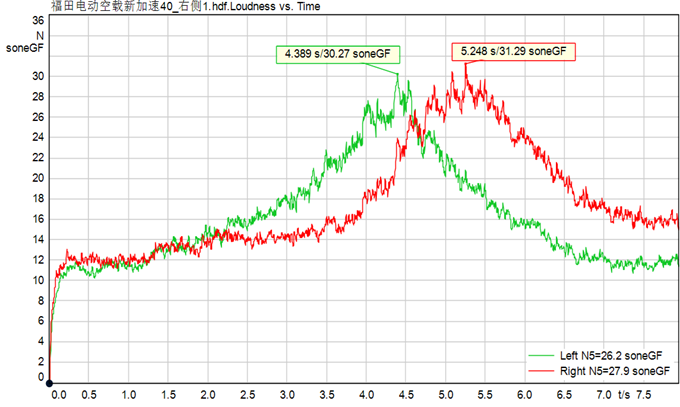 福田电动空载新加速40_右侧1.hdf.Loudness vs. Time
36
N
soneGF
30
28
26
24
22
20
18
16
14
12
10
8
6
4
2
0
4.389 s/30.27 soneGF
5.248 s/31.29 soneGF
Left N5=26.2 soneGF
Right N5=27.9 soneGF
0.0 0.5 1.0 1.5 2.0 2.5 3.0 3.5 4.0 4.5 5.0 5.5 6.0 6.5 7.0 t/s 7.5